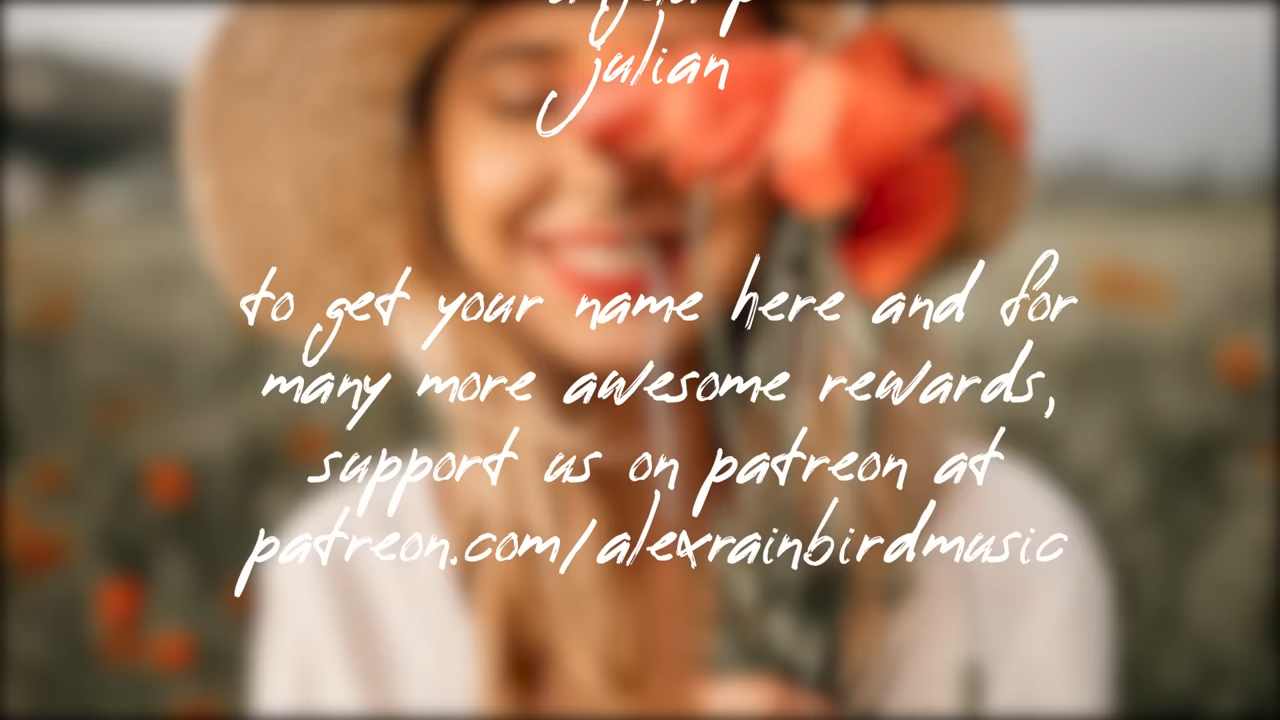 julian
to get your name here and for
many more awesome rewards,
support us on patreon at
patreon.com/alexrainbirdmusic